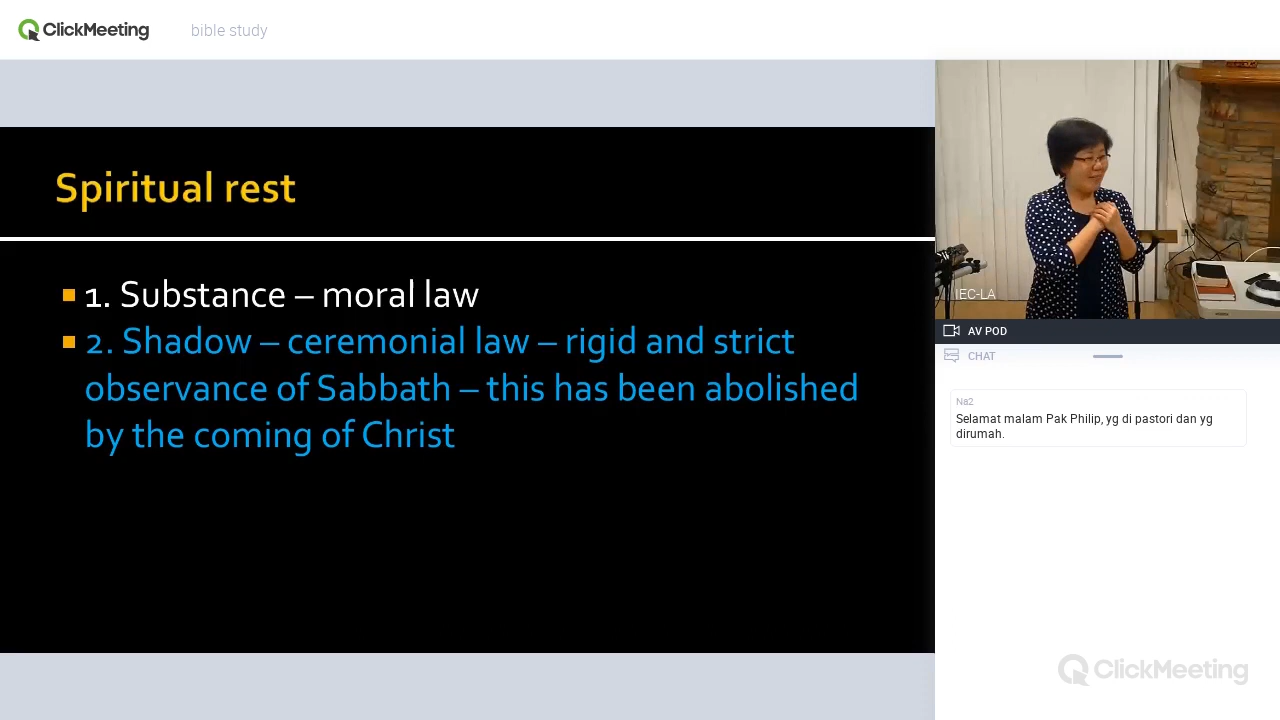 ClickMeeting
bible study
Spiritual rest
1. Substance – moral law
2. Shadow – ceremonial law – rigid and strict
observance of Sabbath – this has been abolished
by the coming of Christ
IEC-LA
AV POD
CHAT
Na2
Selamat malam Pak Philip, yg di pastori dan yg
dirumah.
ClickMeeting